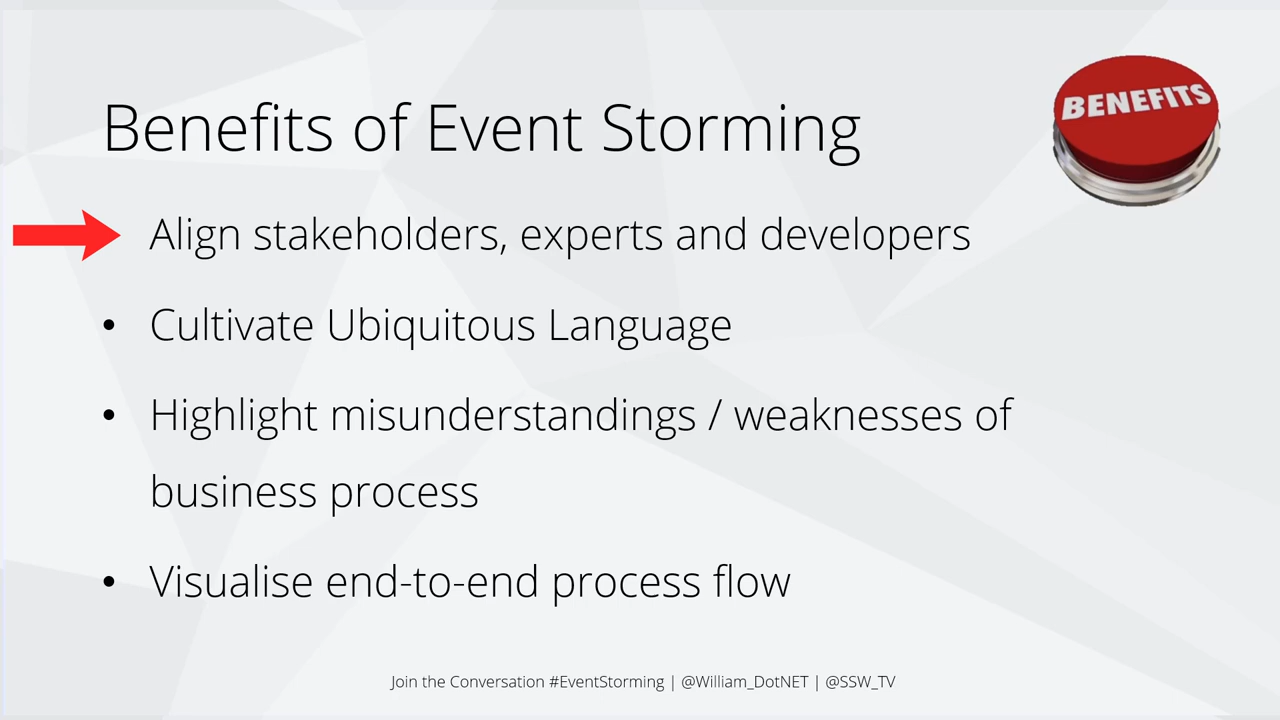 BENEFITS
Benefits of Event Storming
Align stakeholders, experts and developers
• Cultivate Ubiquitous Language
• Highlight misunderstandings / weaknesses of
business process
• Visualise end-to-end process flow
Join the Conversation #EventStorming | @William_DotNET | @SSW_TV